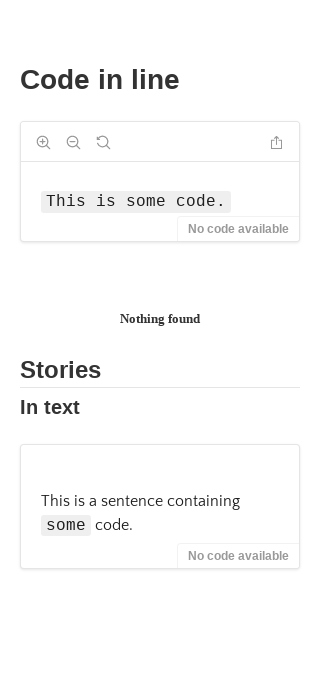 Code in line
This is some code.
No code available
Nothing found
Stories
In text
This is a sentence containing
some code.
No code available